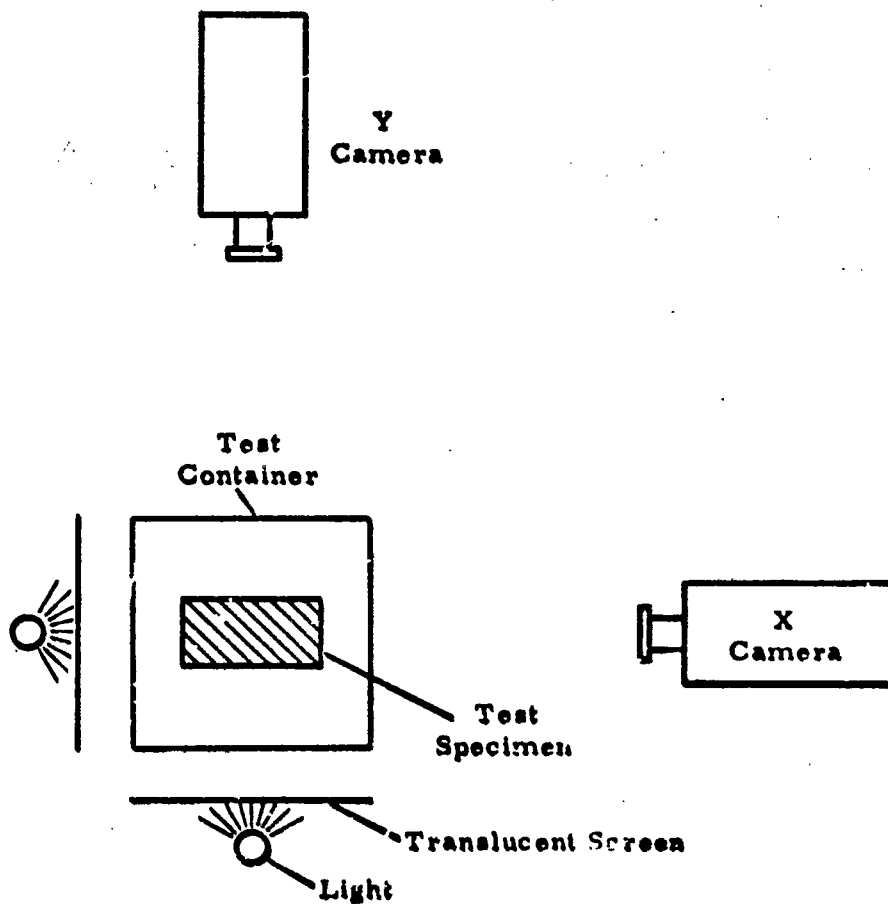 Y
Camera
Test
Container
X
Camera
Test
Specimen
Translucent Screen
Light